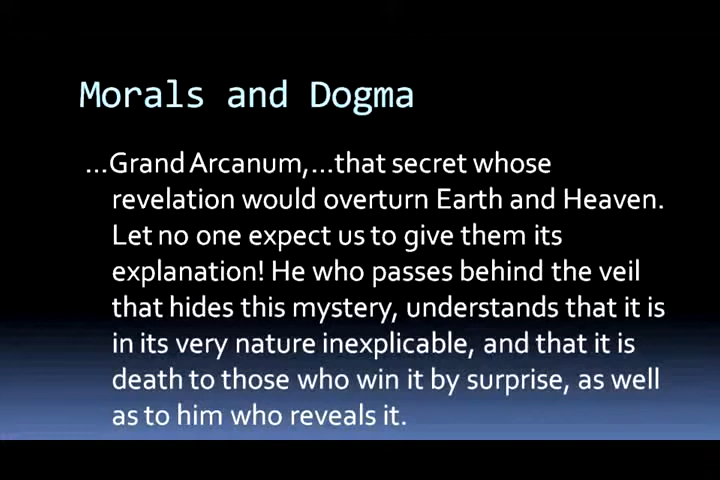 Morals and Dogma
...Grand Arcanum,...that secret whose
revelation would overturn Earth and Heaven.
Let no one expect us to give them its
explanation! He who passes behind the veil
that hides this mystery, understands that it is
in its very nature inexplicable, and that it is
death to those who win it by surprise, as well
as to him who reveals it.